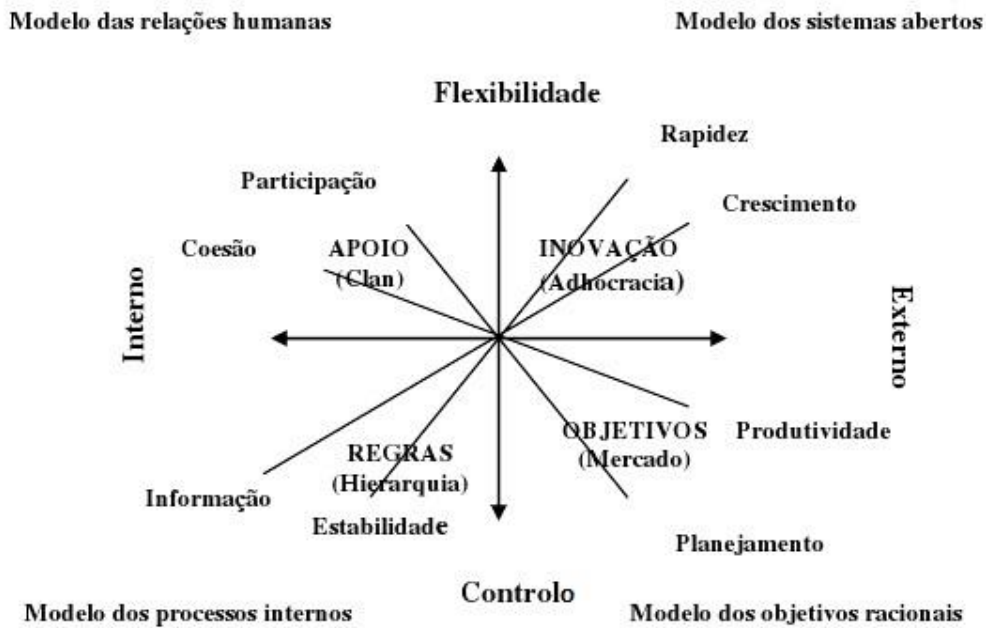 Modelo das relações humanas
Modelo dos sistemas abertos
Flexibilidade
Rapidez
Participação
Crescimento
Coesão
APOIO
(Clan)
INOVAÇÃO
(Adhocracia)
Interno
Externo
OBJETIVOS
(Mercado)
Produtividade
REGRAS
(Hierarquia)
Informação
Estabilidade
Planejamento
Controlo
Modelo dos processos internos
Modelo dos objetivos racionais